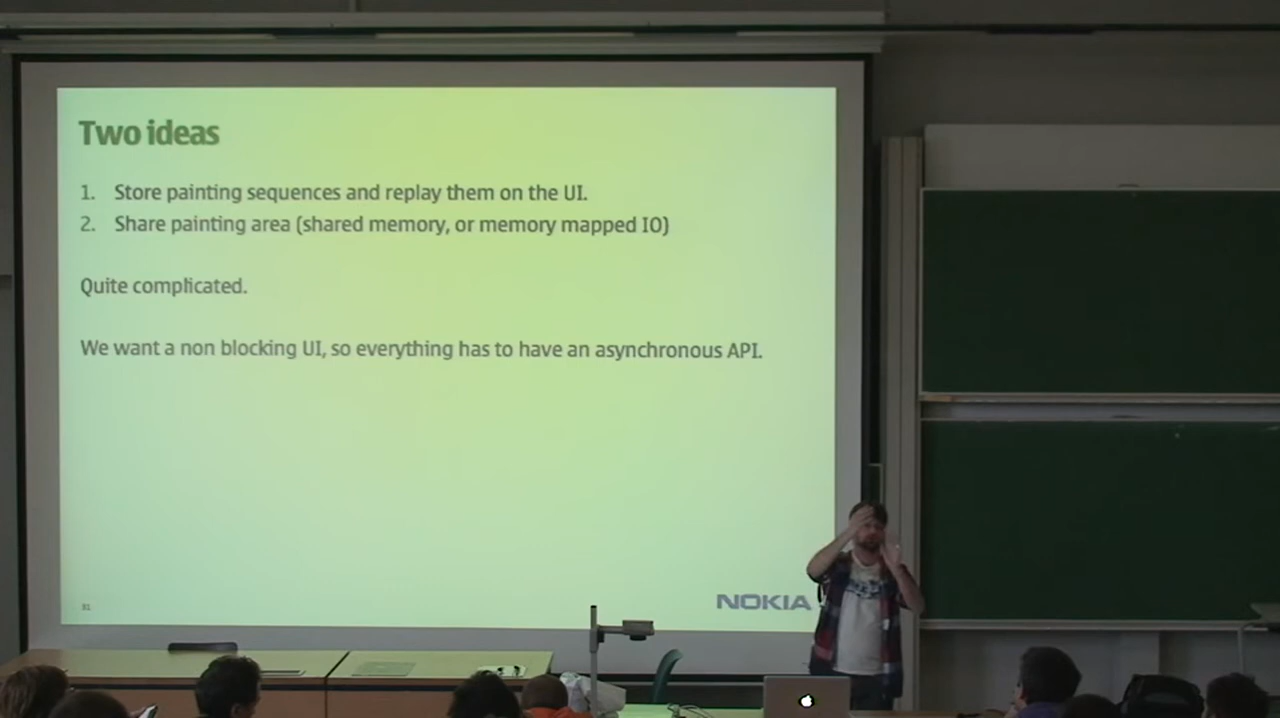 Two ideas
1. Store painting sequences and replay them on the UI.
2. Share painting area (shared memory, or memory mapped IO)
Quite complicated.
We want a non blocking UI, so everything has to have an asynchronous API.
31
NOKIA